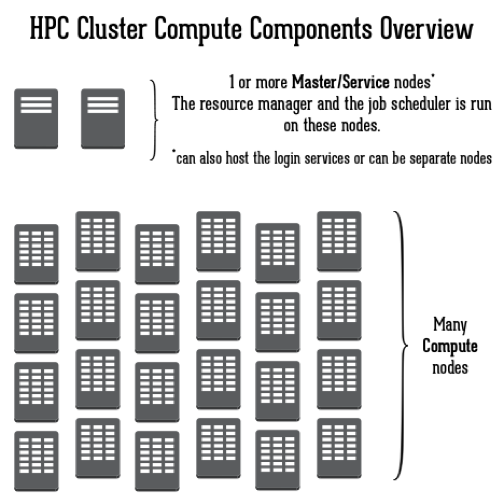 HPC Cluster Compute Components Overview
1 or more Master/Service nodes*
The resource manager and the job scheduler is run
on these nodes.
*can also host the login services or can be separate nodes
Many
Compute
nodes